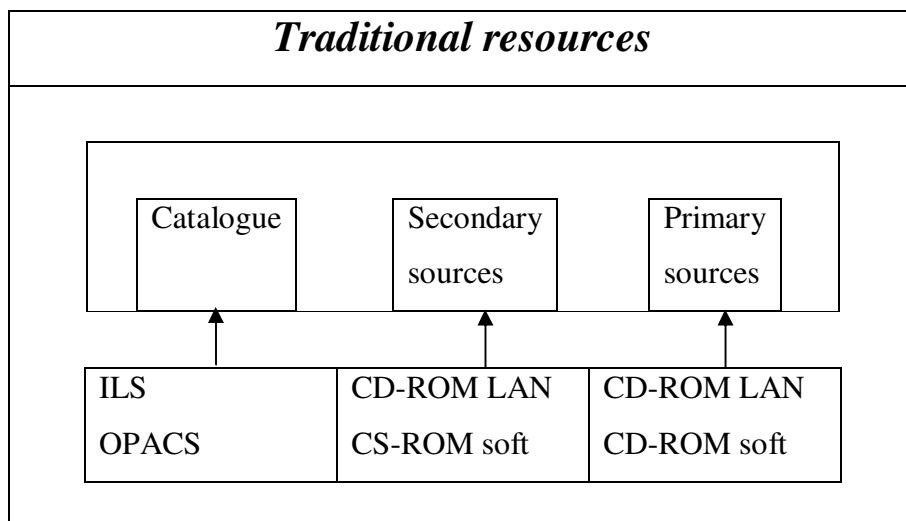 Traditional resources
Catalogue
Secondary
sources
Primary
sources
ILS
OPACS
CD-ROM LAN
CS-ROM soft
CD-ROM LAN
CD-ROM soft